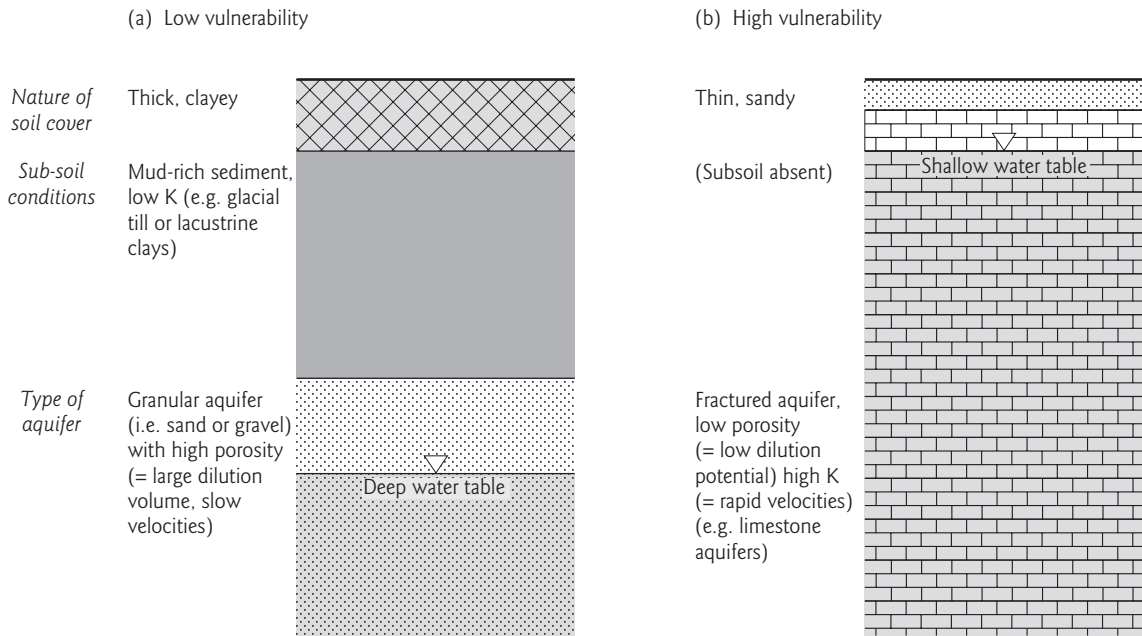 (a) Low vulnerability
(b) High vulnerability
Nature of
soil cover
Thick, clayey
Thin, sandy
Sub-soil
conditions
Mud-rich sediment,
low K (e.g. glacial
till or lacustrine
clays)
(Subsoil absent)
Shallow water table
Type of
aquifer
Granular aquifer
(i.e. sand or gravel)
with high porosity
(= large dilution
volume, slow
velocities)
Deep water table
Fractured aquifer,
low porosity
(= low dilution
potential) high K
(= rapid velocities)
(e.g. limestone
aquifers)